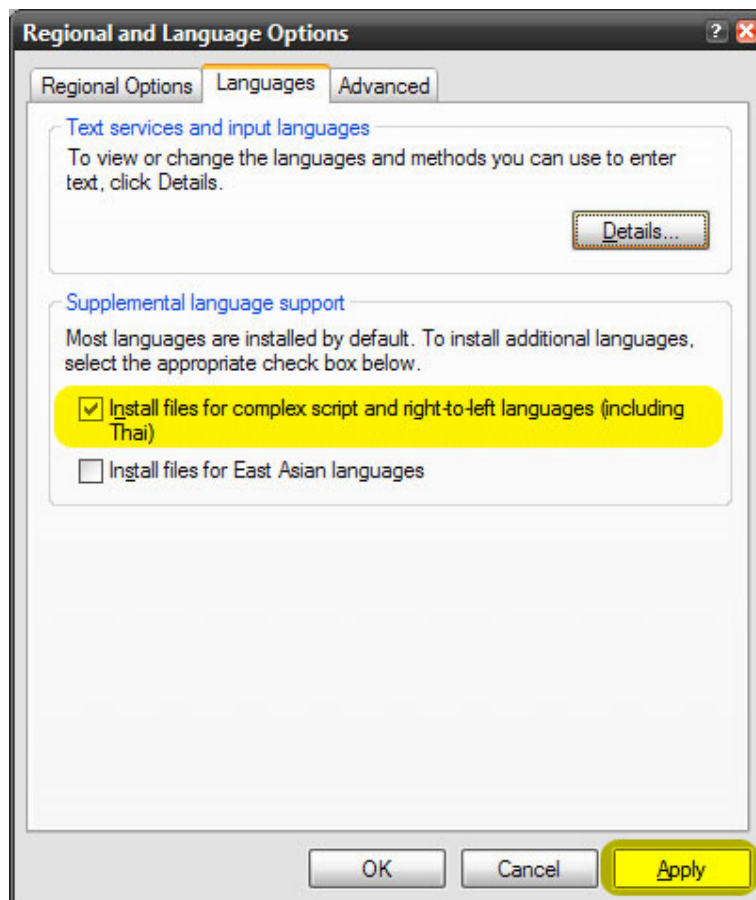 Regional and Language Options
Regional Options Languages Advanced
Text services and input languages
To view or change the languages and methods you can use to enter
text, click Details.
Details...
Supplemental language support
Most languages are installed by default. To install additional languages,
select the appropriate check box below.
Install files for complex script and right-to-left languages (including
Thai)
Install files for East Asian languages
OK Cancel Apply